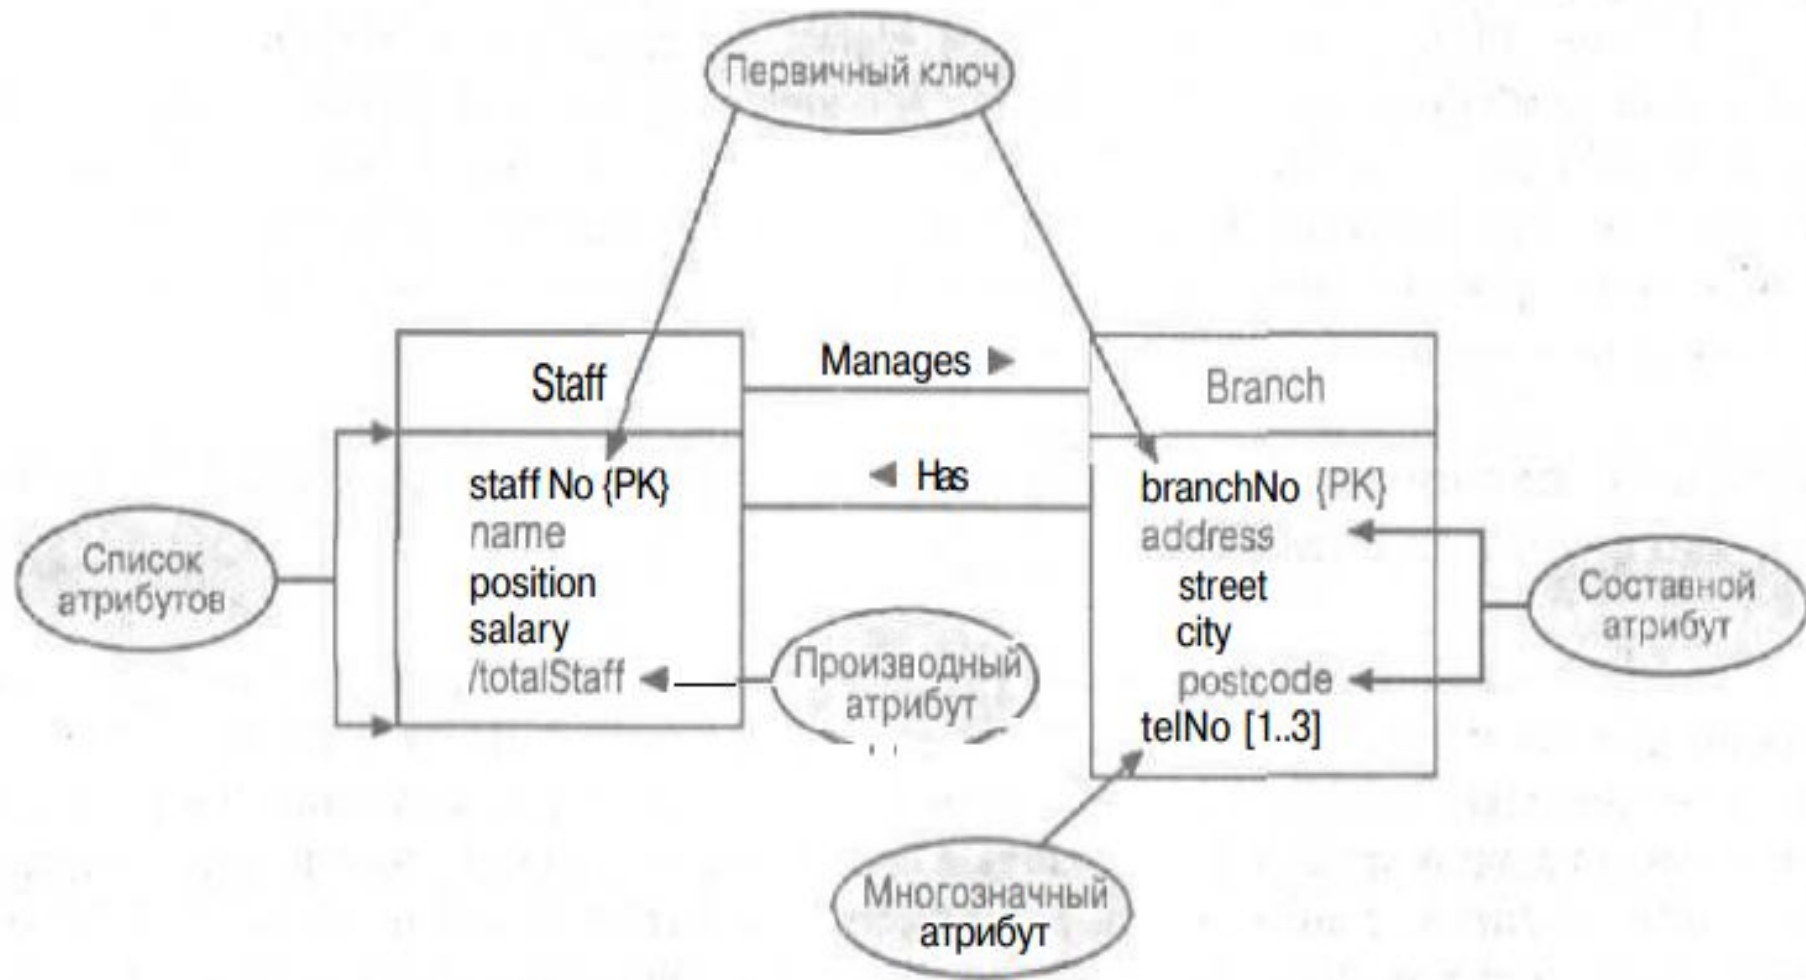 Первичный ключ
Staff
Manages ▶
Branch
◀ Has
staff No {PK}
name
position
salary
/totalStaff
branchNo {PK}
address
street
city
postcode
telNo [1..3]
Список
атрибутов
Производный
атрибут
Составной
атрибут
Многозначный
атрибут